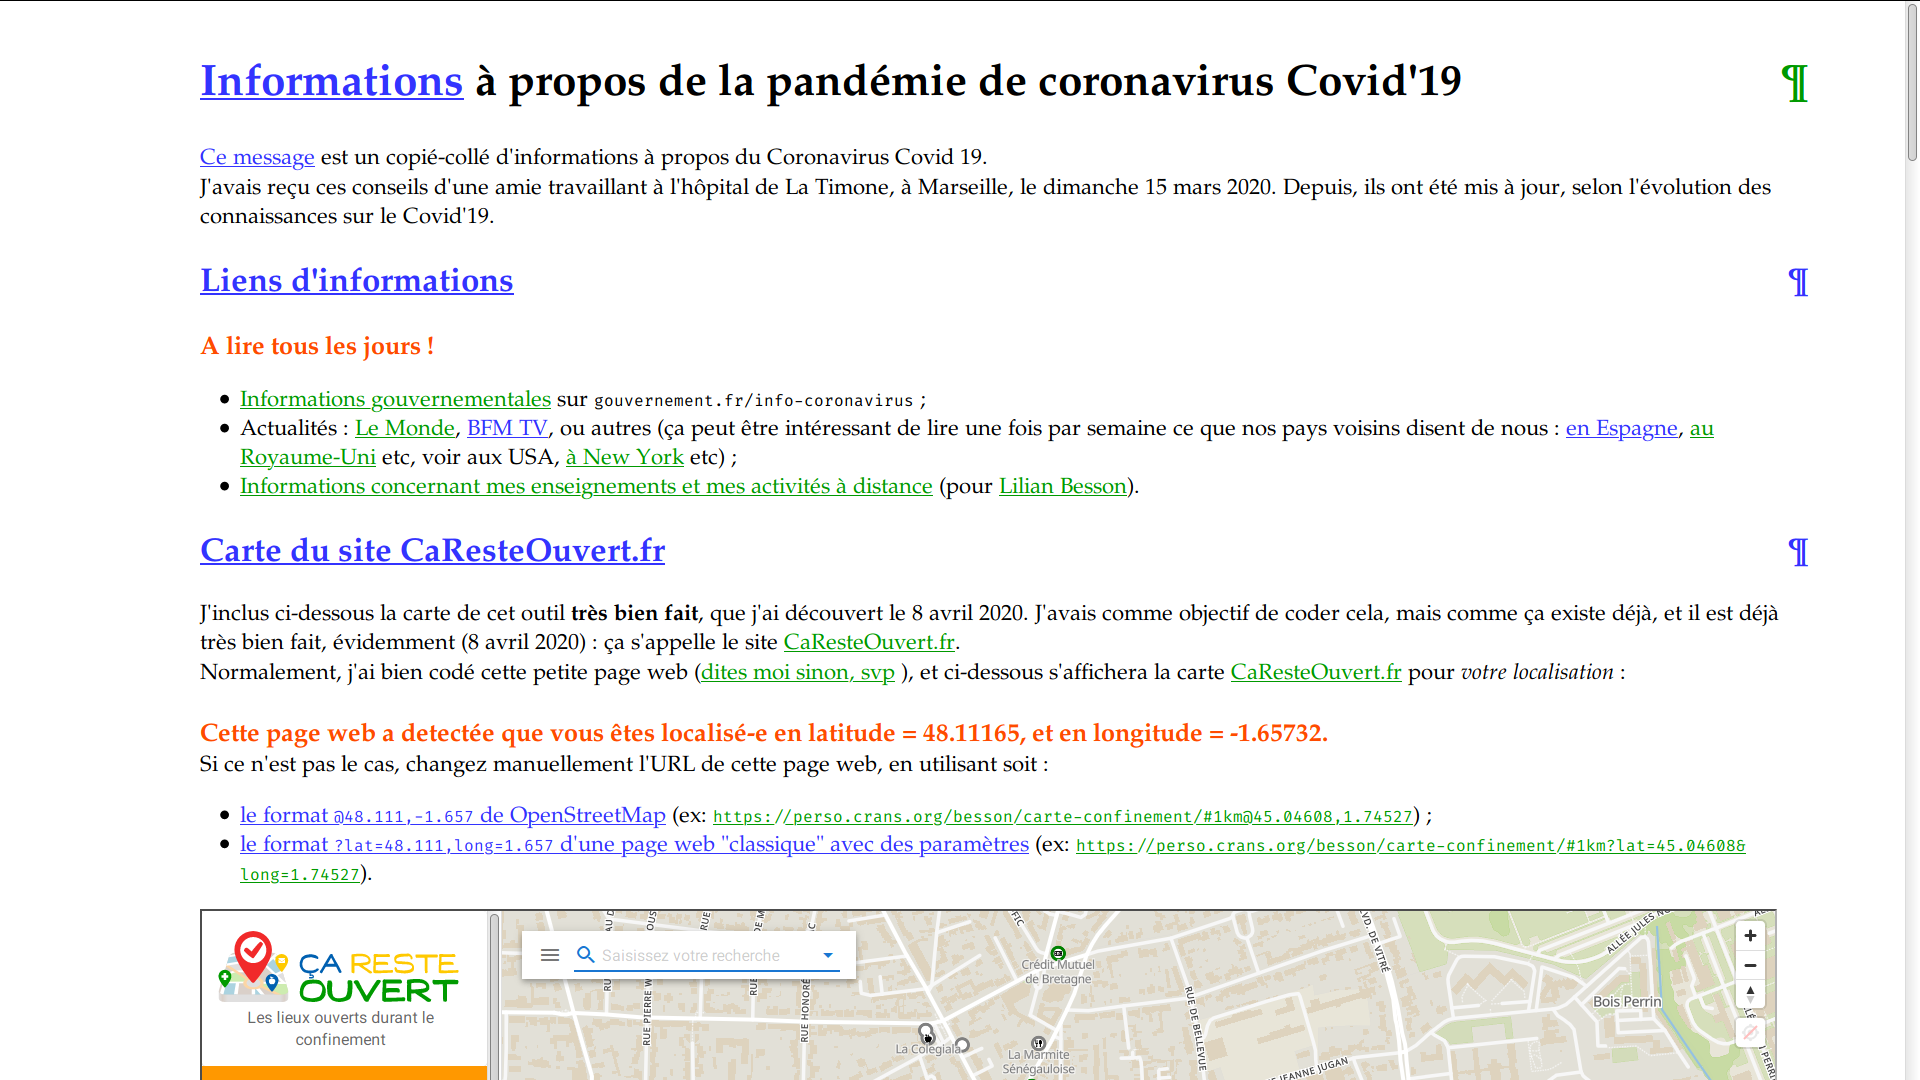 Informations à propos de la pandémie de coronavirus Covid'19 ¶
Ce message est un copié-collé d'informations à propos du Coronavirus Covid 19.
J'avais reçu ces conseils d'une amie travaillant à l'hôpital de La Timone, à Marseille, le dimanche 15 mars 2020. Depuis, ils ont été mis à jour, selon l'évolution des
connaissances sur le Covid'19.
Liens d'informations ¶
A lire tous les jours !
• Informations gouvernementales sur gouvernement.fr/info-coronavirus ;
• Actualités : Le Monde, BFM TV, ou autres (ça peut être intéressant de lire une fois par semaine ce que nos pays voisins disent de nous : en Espagne, au
Royaume-Uni etc, voir aux USA, à New York etc) ;
• Informations concernant mes enseignements et mes activités à distance (pour Lilian Besson).
Carte du site CaResteOuvert.fr ¶
J'inclus ci-dessous la carte de cet outil très bien fait, que j'ai découvert le 8 avril 2020. J'avais comme objectif de coder cela, mais comme ça existe déjà, et il est déjà
très bien fait, évidemment (8 avril 2020) : ça s'appelle le site CaResteOuvert.fr.
Normalement, j'ai bien codé cette petite page web (dites moi sinon, svp ), et ci-dessous s'affichera la carte CaResteOuvert.fr pour votre localisation :
Cette page web a detectée que vous êtes localisé-e en latitude = 48.11165, et en longitude = -1.65732.
Si ce n'est pas le cas, changez manuellement l'URL de cette page web, en utilisant soit :
• le format @48.111,-1.657 de OpenStreetMap (ex: https://perso.crans.org/besson/carte-confinement/#1km@45.04608,1.74527) ;
• le format ?lat=48.111,long=1.657 d'une page web "classique" avec des paramètres (ex: https://perso.crans.org/besson/carte-confinement/#1km?lat=45.04608&
long=1.74527).
ÇA RESTE
OUVERT
Les lieux ouverts durant le
confinement
Saisissez votre recherche
RUE PIERRE
RUE HONORÉ
Crédit Mutuel
de Bretagne
La Colegiala
La Marmite
Sénégauloise
RUE DE BELLEVUE
VD. DE VITRÉ
JEANNE JUGAN
ALLÉE JULES
Bois Perrin
+
−